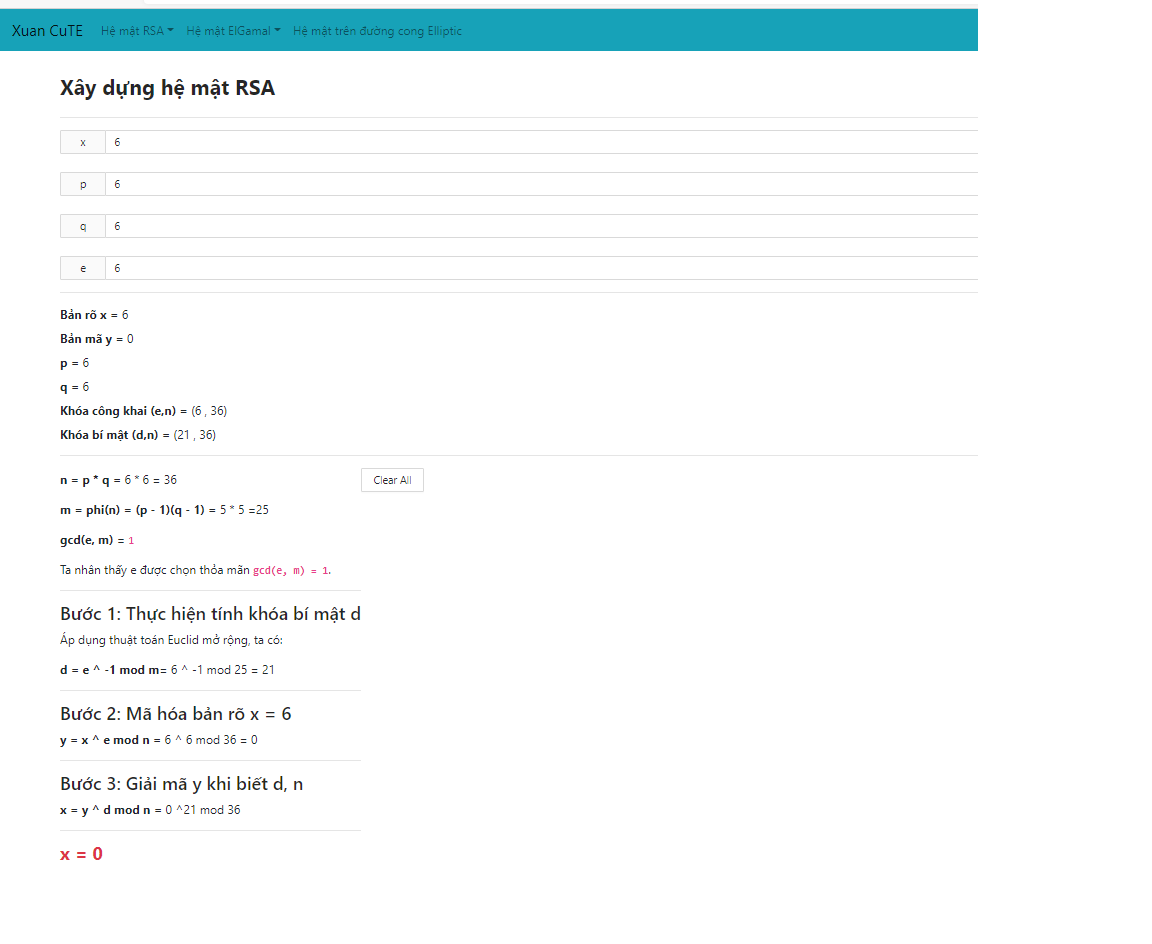 Xuan CuTE Hệ mật RSA Hệ mật ElGamal Hệ mật trên đường cong Elliptic
Xây dựng hệ mật RSA
x 6
p 6
q 6
e 6
Bản rõ x = 6
Bản mã y = 0
p = 6
q = 6
Khóa công khai (e,n) = (6 , 36)
Khóa bí mật (d,n) = (21 , 36)
n = p * q = 6 * 6 = 36 Clear All
m = phi(n) = (p - 1)(q - 1) = 5 * 5 =25
gcd(e, m) = 1
Ta nhân thấy e được chọn thỏa mãn gcd(e, m) = 1.
Bước 1: Thực hiện tính khóa bí mật d
Áp dụng thuật toán Euclid mở rộng, ta có:
d = e ^ -1 mod m= 6 ^ -1 mod 25 = 21
Bước 2: Mã hóa bản rõ x = 6
y = x ^ e mod n = 6 ^ 6 mod 36 = 0
Bước 3: Giải mã y khi biết d, n
x = y ^ d mod n = 0 ^21 mod 36
x = 0